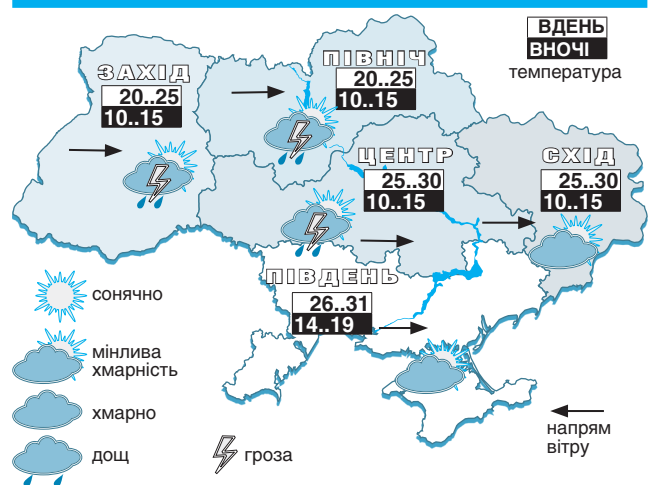 ВДЕНЬ
ВНОЧІ
температура
ПІВНІЧ
20..25
10..15
ЗАХІД
20..25
10..15
ЦЕНТР
25..30
10..15
СХІД
25..30
10..15
ПІВДЕНЬ
26..31
14..19
сонячно
мінлива
хмарність
хмарно
дощ
гроза
напрям
вітру